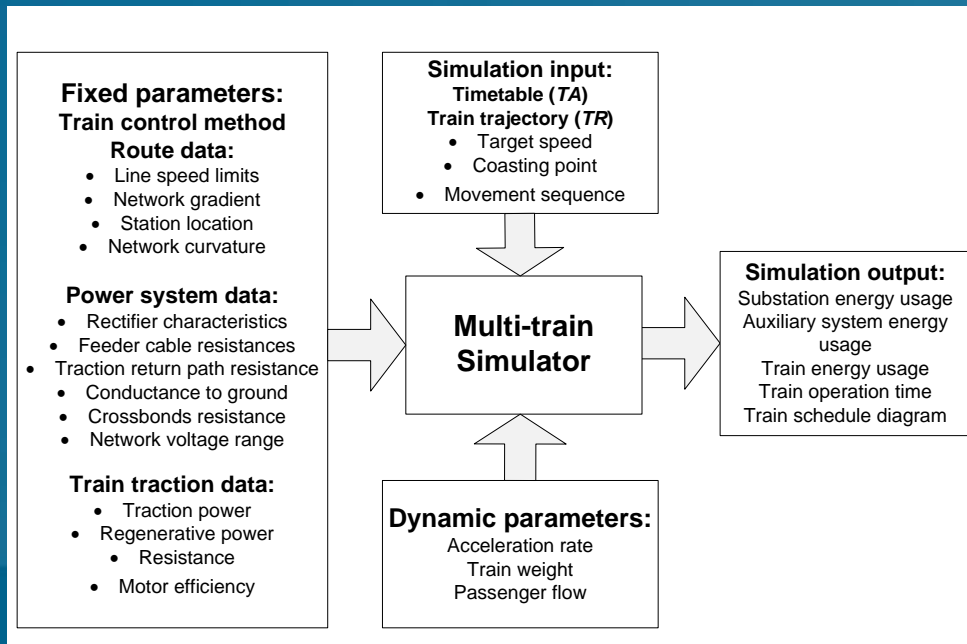 Fixed parameters:
Train control method
Route data:
• Line speed limits
• Network gradient
• Station location
• Network curvature
Power system data:
• Rectifier characteristics
• Feeder cable resistances
• Traction return path resistance
• Conductance to ground
• Crossbonds resistance
• Network voltage range
Train traction data:
• Traction power
• Regenerative power
• Resistance
• Motor efficiency
Simulation input:
Timetable (TA)
Train trajectory (TR)
• Target speed
• Coasting point
• Movement sequence
Multi-train
Simulator
Dynamic parameters:
Acceleration rate
Train weight
Passenger flow
Simulation output:
Substation energy usage
Auxiliary system energy
usage
Train energy usage
Train operation time
Train schedule diagram